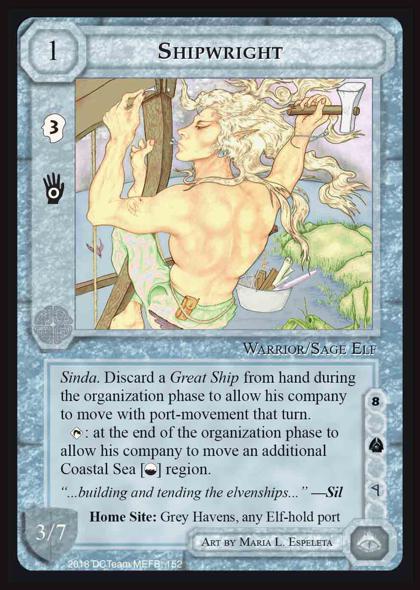 1
SHIPWRIGHT
3
WARRIOR/SAGE ELF
Sinda. Discard a Great Ship from hand during
the organization phase to allow his company
to move with port-movement that turn.
: at the end of the organization phase to
allow his company to move an additional
Coastal Sea [ ] region.
“...building and tending the elvenships...” —Sil
Home Site: Grey Havens, any Elf-hold port
8
3/7
ART BY MARIA L. ESPELETA
2018 DCTeam MEFB: 152